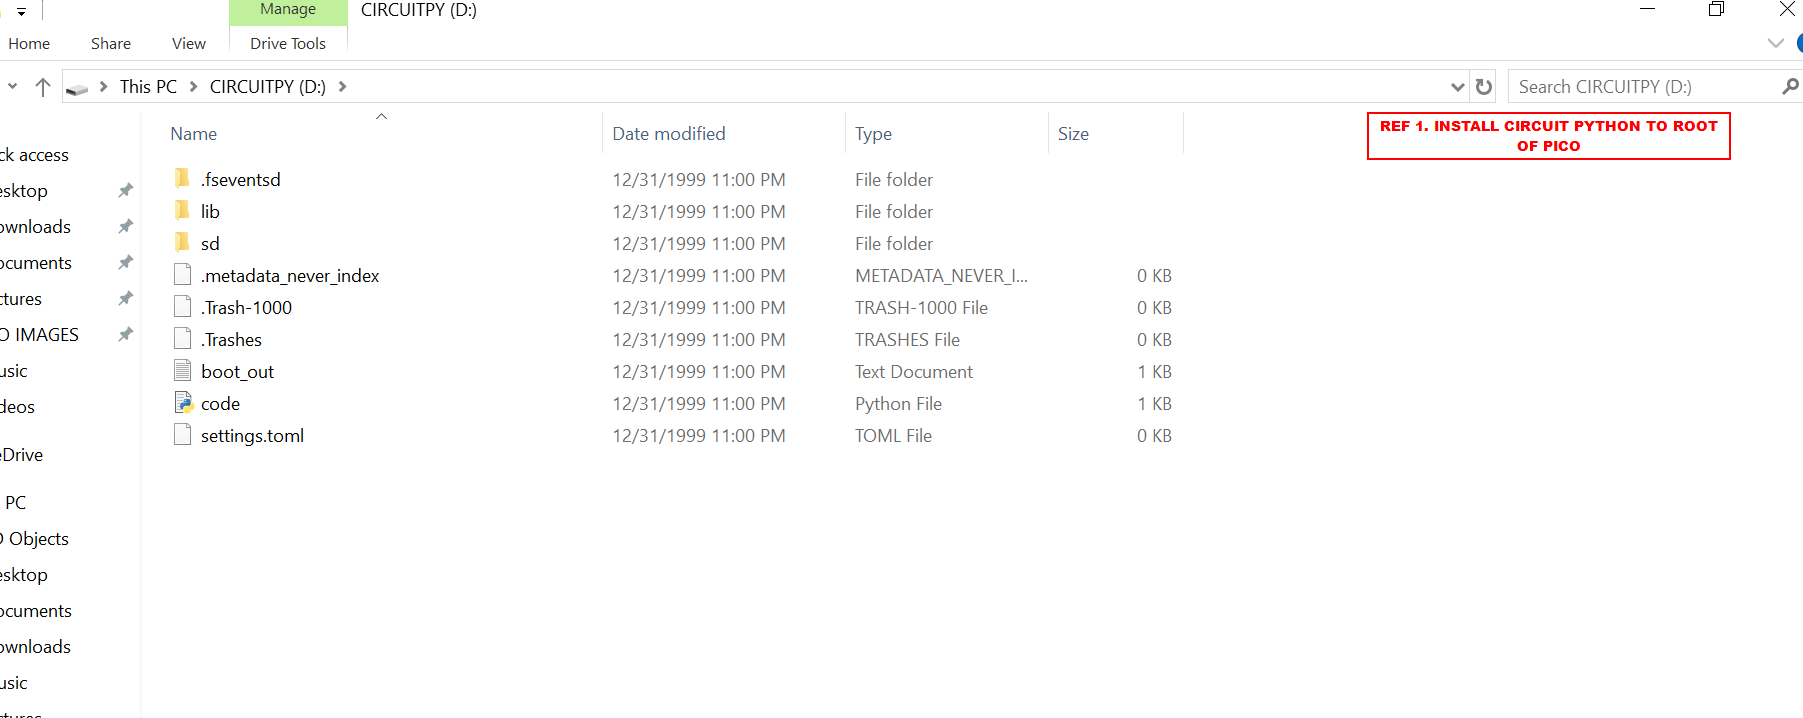 Manage
CIRCUITPY (D:)
Home Share View Drive Tools
This PC CIRCUITPY (D:) Search CIRCUITPY (D:)
REF 1. INSTALL CIRCUIT PYTHON TO ROOT
OF PICO
Name Date modified Type Size
ck access
esktop
ownloads
ocuments
ctures
O IMAGES
usic
deos
eDrive
PC
D Objects
esktop
ocuments
ownloads
usic
ctures
.fseventsd 12/31/1999 11:00 PM File folder
lib 12/31/1999 11:00 PM File folder
sd 12/31/1999 11:00 PM File folder
.metadata_never_index 12/31/1999 11:00 PM METADATA_NEVER_I... 0 KB
.Trash-1000 12/31/1999 11:00 PM TRASH-1000 File 0 KB
.Trashes 12/31/1999 11:00 PM TRASHES File 0 KB
boot_out 12/31/1999 11:00 PM Text Document 1 KB
code 12/31/1999 11:00 PM Python File 1 KB
settings.toml 12/31/1999 11:00 PM TOML File 0 KB